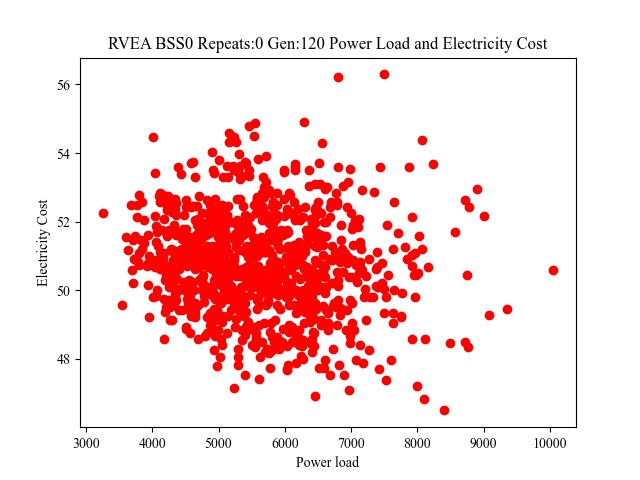 RVEA BSS0 Repeats:0 Gen:120 Power Load and Electricity Cost
56
54
52
50
48
Electricity Cost
3000 4000 5000 6000 7000 8000 9000 10000
Power load